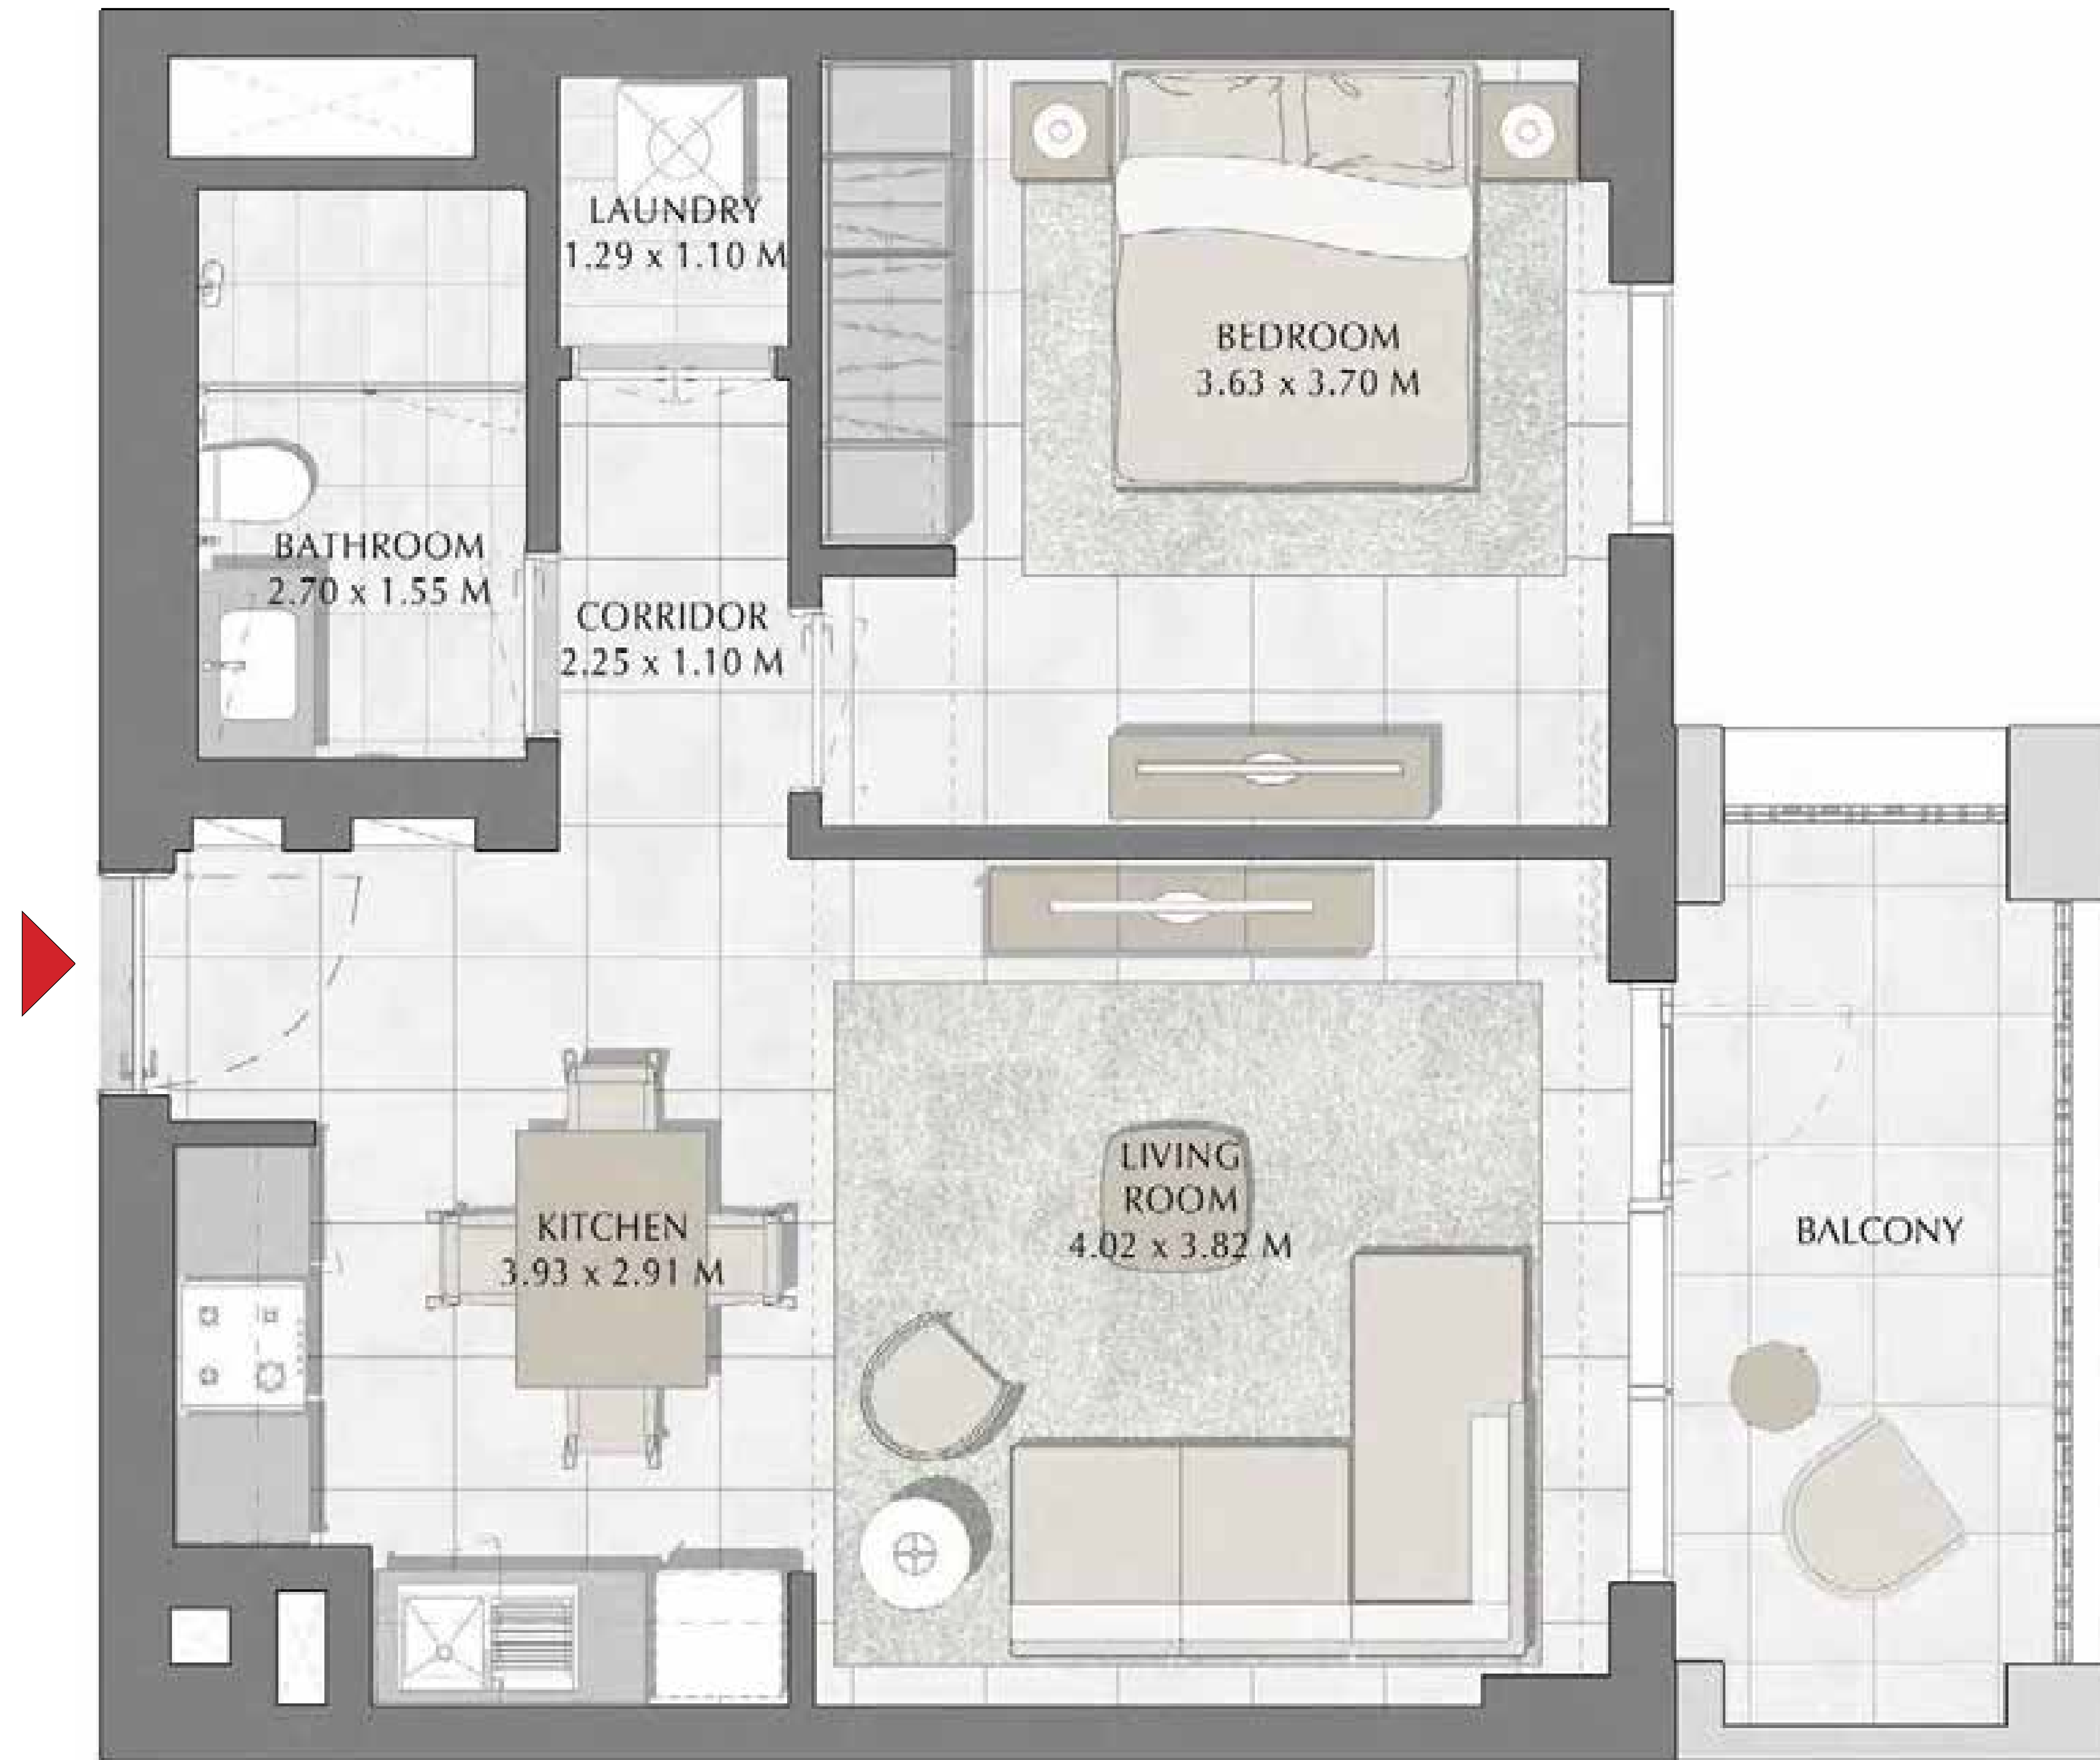 LAUNDRY
1.29 x 1.10 M
BEDROOM
3.63 x 3.70 M
BATHROOM
2.70 x 1.55 M
CORRIDOR
2.25 x 1.10 M
LIVING
ROOM
4.02 x 3.82 M
KITCHEN
3.93 x 2.91 M
BALCONY